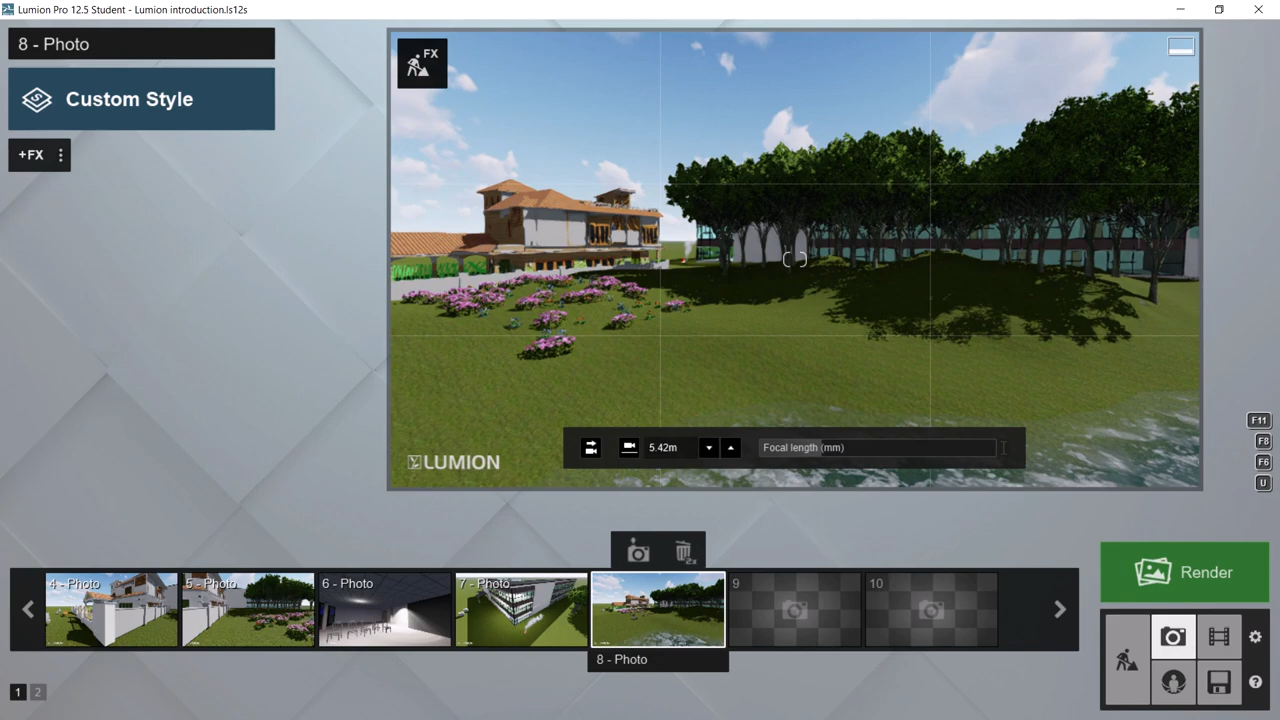 Lumion Pro 12.5 Student - Lumion introduction.ls12s
8 - Photo
Custom Style
+FX
FX
5.42m
Focal length (mm)
LUMION
F11
F8
F6
U
2x
4 - Photo
5 - Photo
6 - Photo
7 - Photo
9
10
8 - Photo
Render
1 2
?